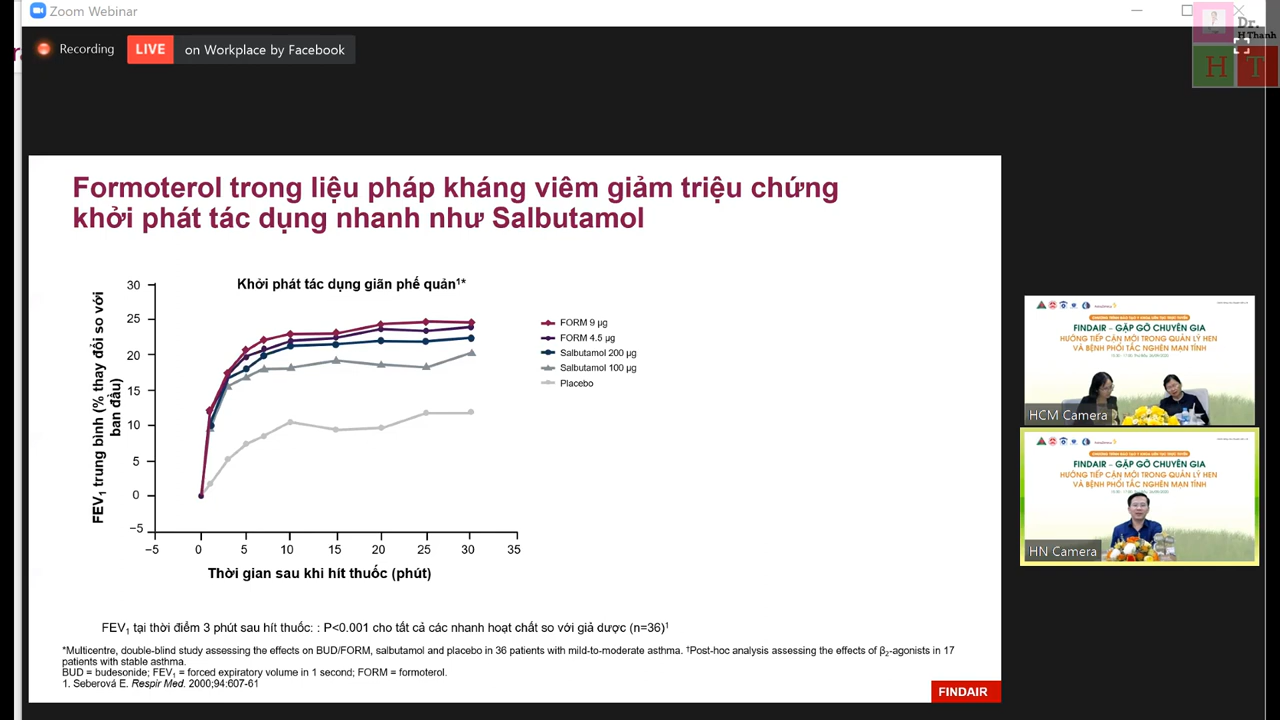 Zoom Webinar
Dr.
H Thanh
H T
Recording
LIVE
on Workplace by Facebook
Formoterol trong liệu pháp kháng viêm giảm triệu chứng
khởi phát tác dụng nhanh như Salbutamol
Khởi phát tác dụng giãn phế quản¹*
FEV₁ trung bình (% thay đổi so với
ban đầu)
30
25
20
15
10
5
0
−5
−5
0
5
10
15
20
25
30
35
Thời gian sau khi hít thuốc (phút)
FORM 9 µg
FORM 4.5 µg
Salbutamol 200 µg
Salbutamol 100 µg
Placebo
FEV₁ tại thời điểm 3 phút sau hít thuốc: : P<0.001 cho tất cả các nhanh hoạt chất so với giả dược (n=36)¹
*Multicentre, double-blind study assessing the effects on BUD/FORM, salbutamol and placebo in 36 patients with mild-to-moderate asthma. †Post-hoc analysis assessing the effects of β₂-agonists in 17
patients with stable asthma.
BUD = budesonide; FEV₁ = forced expiratory volume in 1 second; FORM = formoterol.
1. Seberová E. Respir Med. 2000;94:607-61
FINDAIR
FINDAIR – GẶP GỠ CHUYÊN GIA
HƯỚNG TIẾP CẬN MỚI TRONG QUẢN LÝ HEN
VÀ BỆNH PHỔI TẮC NGHẼN MẠN TÍNH
HCM Camera
FINDAIR – GẶP GỠ CHUYÊN GIA
HƯỚNG TIẾP CẬN MỚI TRONG QUẢN LÝ HEN
VÀ BỆNH PHỔI TẮC NGHẼN MẠN TÍNH
HN Camera